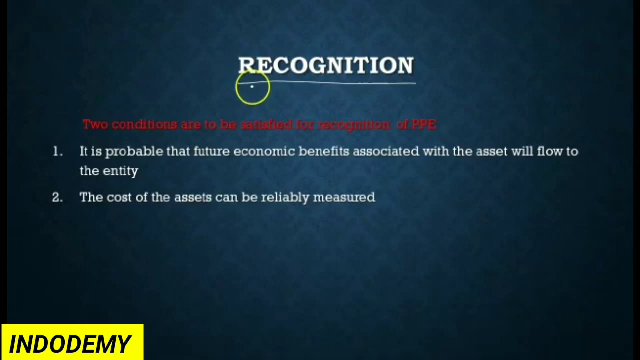 RECOGNITION
Two conditions are to be satisfied for recognition of PPE
1. It is probable that future economic benefits associated with the asset will flow to
the entity
2. The cost of the assets can be reliably measured
INDODEMY